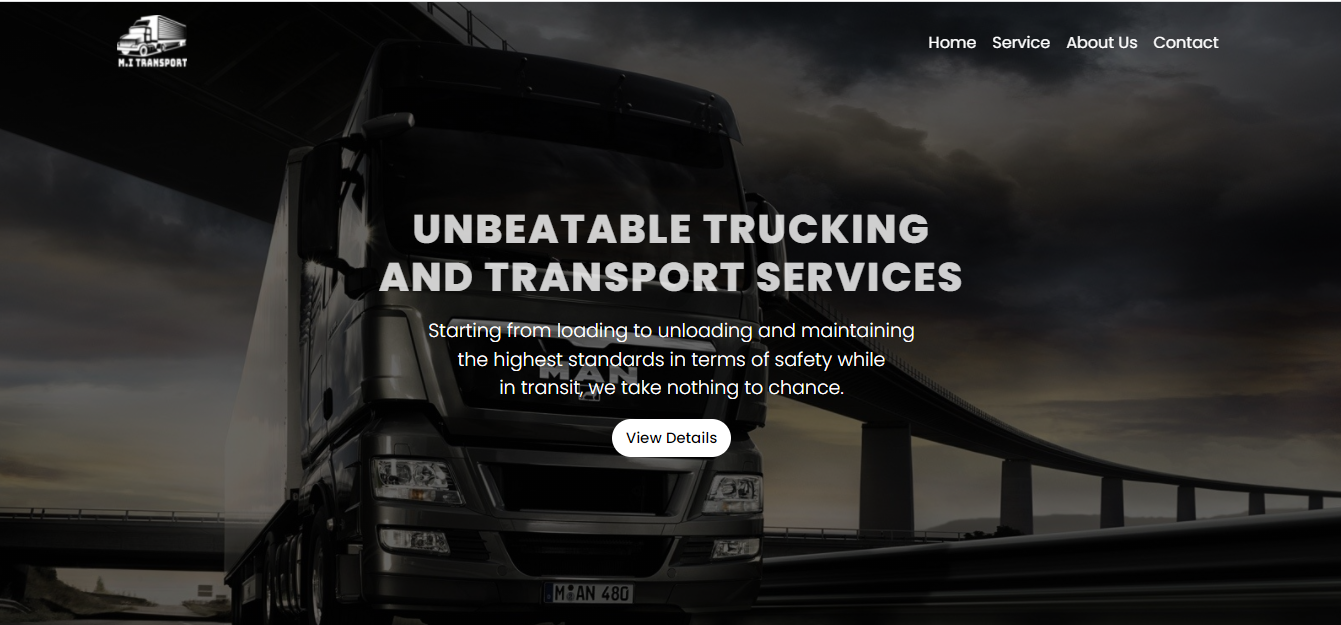 M.I TRANSPORT
Home Service About Us Contact
UNBEATABLE TRUCKING
AND TRANSPORT SERVICES
Starting from loading to unloading and maintaining
the highest standards in terms of safety while
in transit, we take nothing to chance.
MAN
View Details
M AN 480